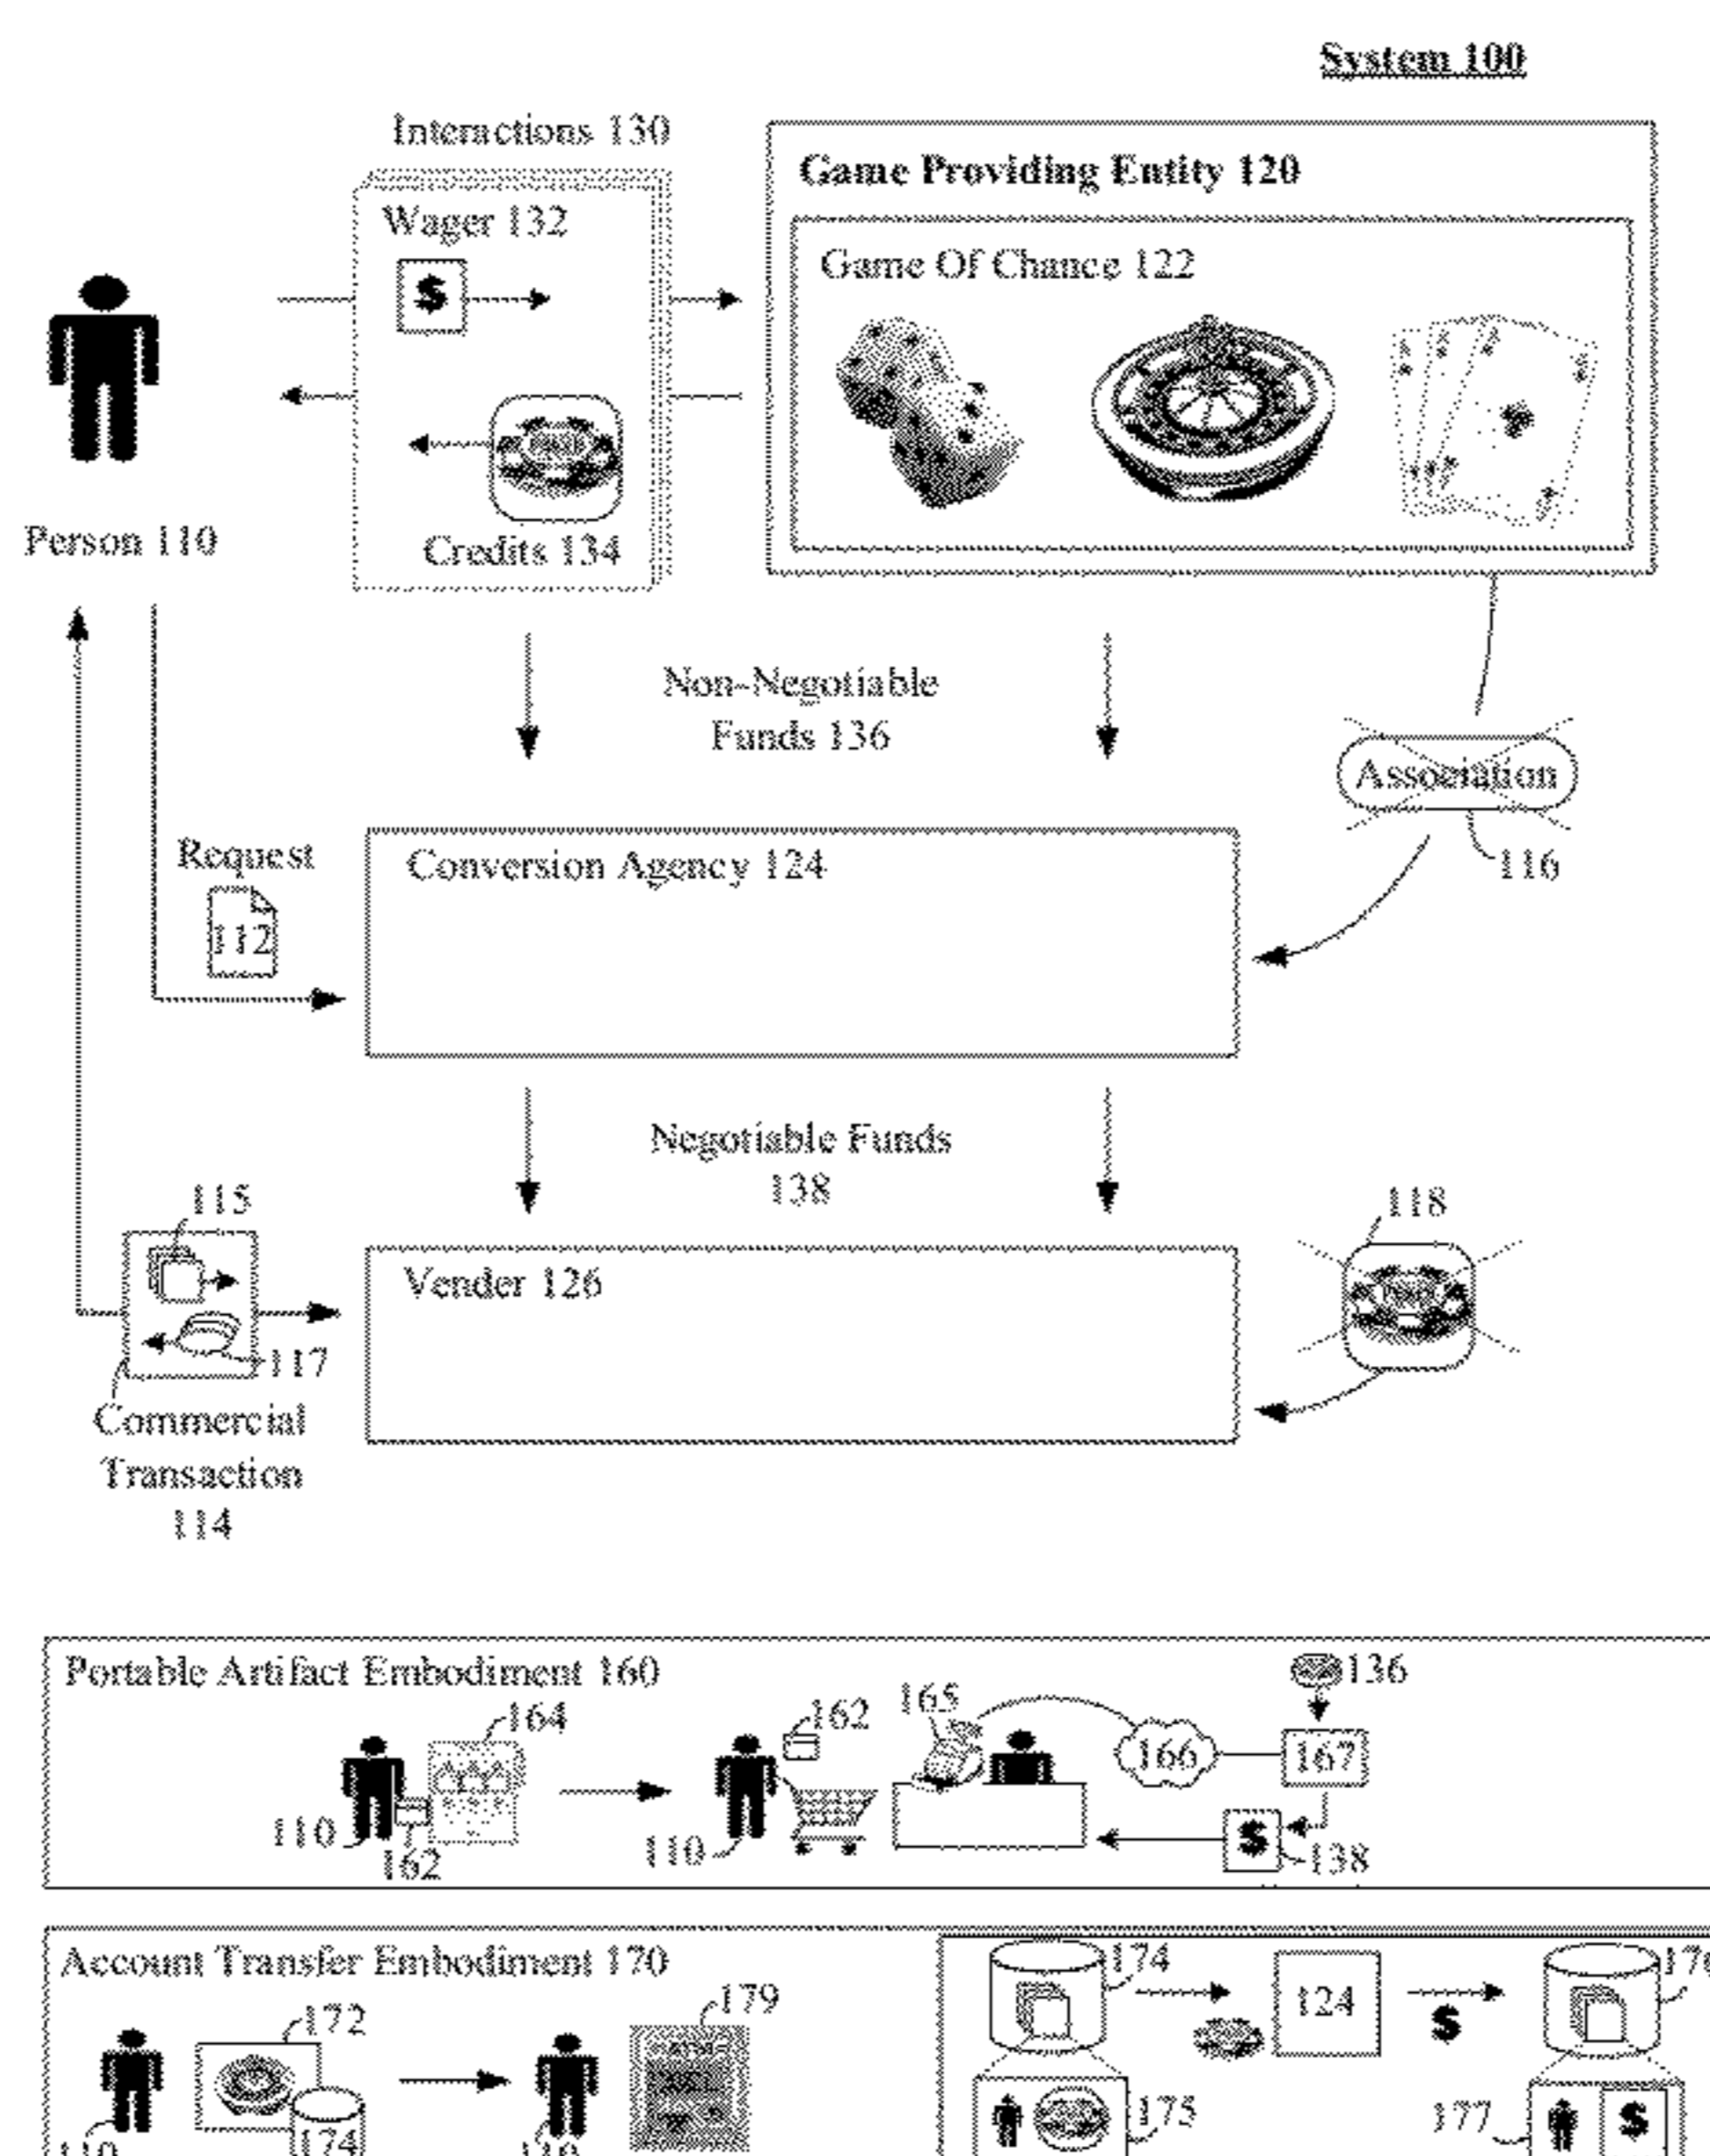 System 100
Interactions 130
Game Providing Entity 120
Wager 132
$
Game Of Chance 122
Credits 134
Person 110
Non-Negotiable
Funds 136
Association
116
Request
112
Conversion Agency 124
Negotiable Funds
138
115
118
Vender 126
117
Commercial
Transaction
114
Portable Artifact Embodiment 160
136
164
162
165
166
167
110
162
110
$
138
Account Transfer Embodiment 170
174
124
$
172
179
ATM
175
177
$
174
110
110